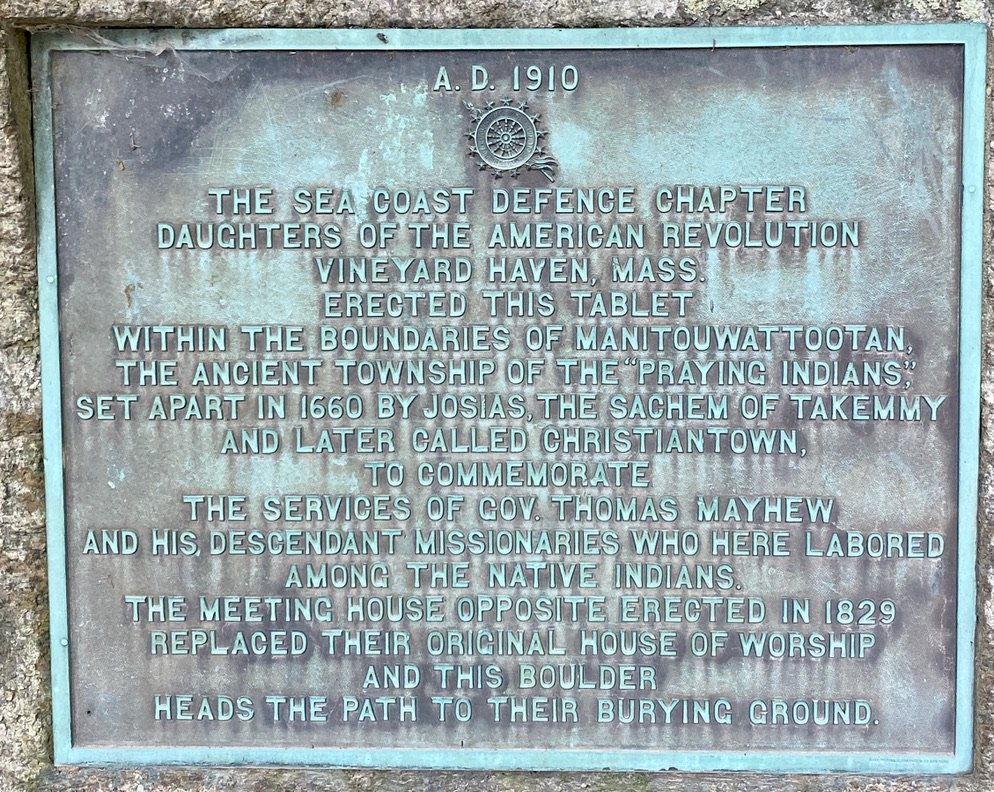 A. D. 1910
THE SEA COAST DEFENCE CHAPTER
DAUGHTERS OF THE AMERICAN REVOLUTION
VINEYARD HAVEN, MASS.
ERECTED THIS TABLET
WITHIN THE BOUNDARIES OF MANITOUWATTOOTAN,
THE ANCIENT TOWNSHIP OF THE "PRAYING INDIANS,"
SET APART IN 1660 BY JOSIAS, THE SACHEM OF TAKEMMY
AND LATER CALLED CHRISTIANTOWN,
TO COMMEMORATE
THE SERVICES OF GOV. THOMAS MAYHEW
AND HIS DESCENDANT MISSIONARIES WHO HERE LABORED
AMONG THE NATIVE INDIANS.
THE MEETING HOUSE OPPOSITE ERECTED IN 1829
REPLACED THEIR ORIGINAL HOUSE OF WORSHIP
AND THIS BOULDER
HEADS THE PATH TO THEIR BURYING GROUND.